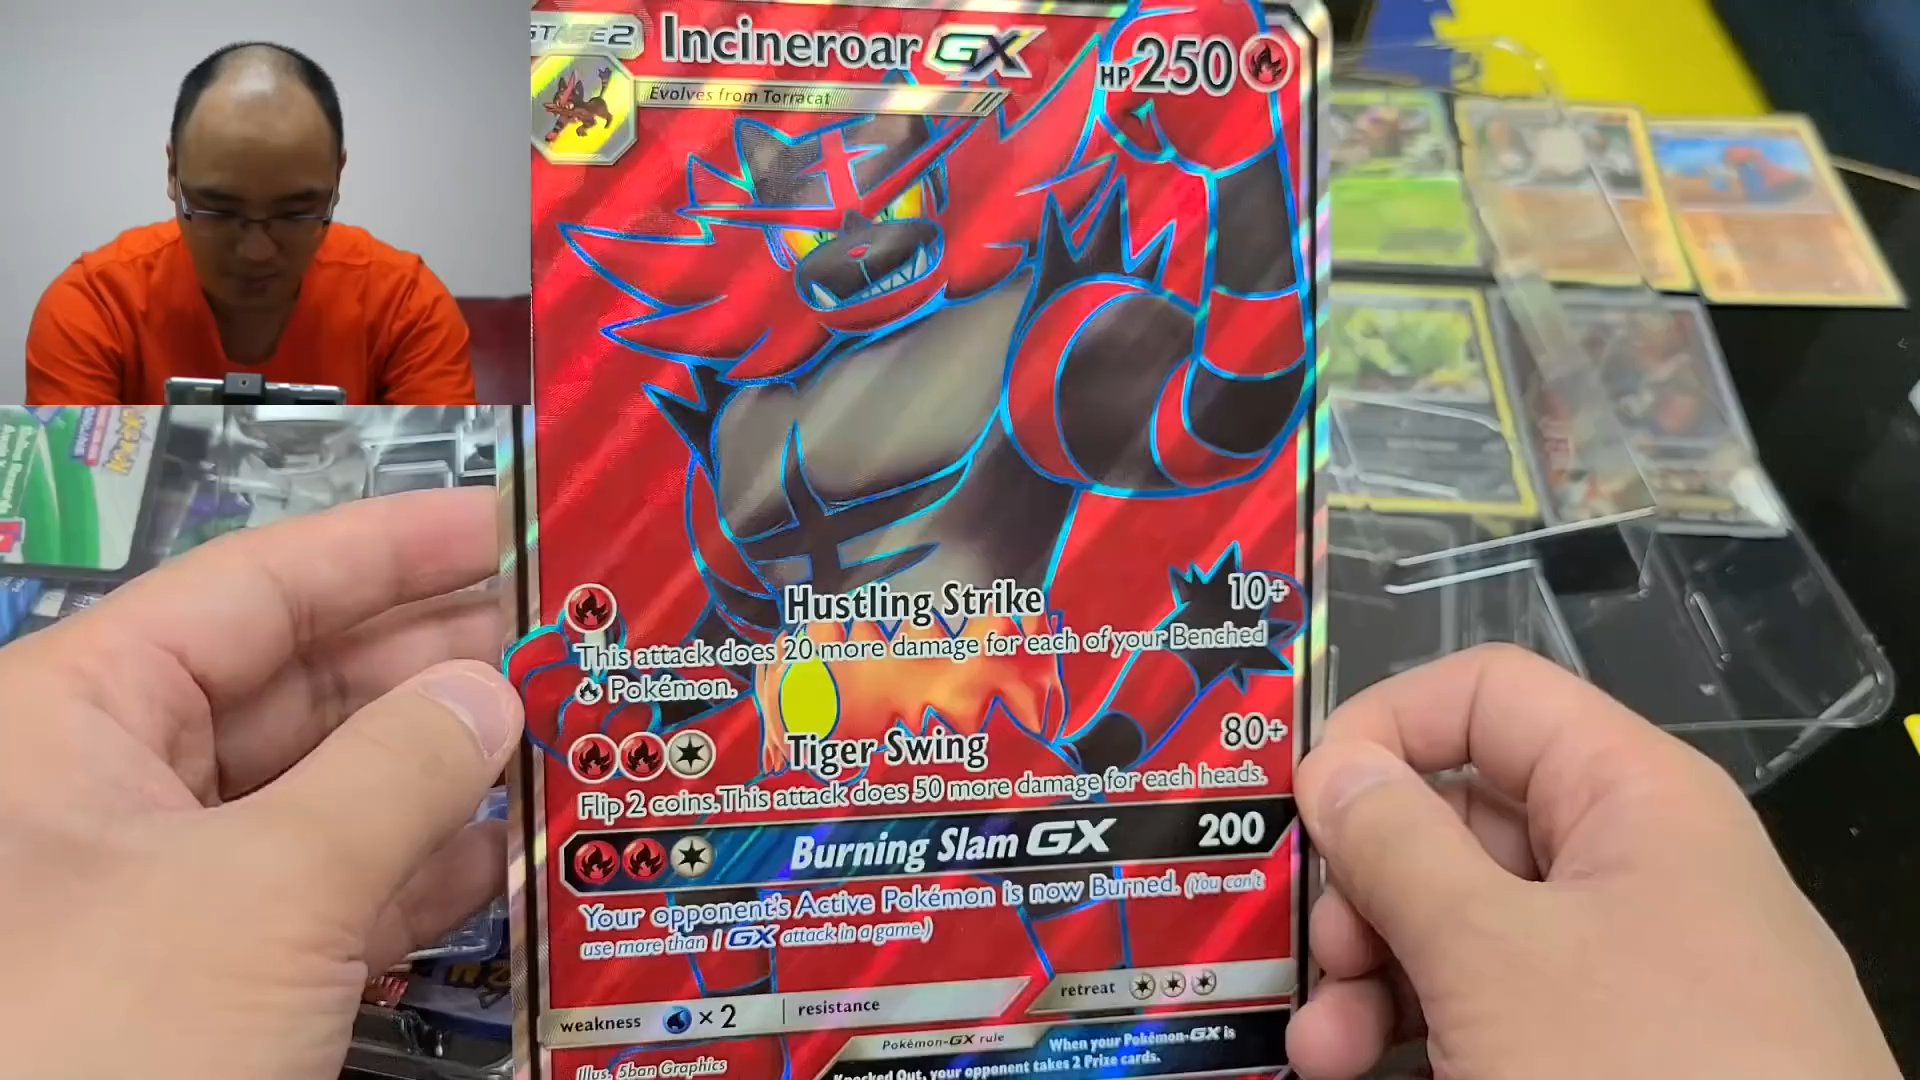 STAGE2
Incineroar GX
HP 250
Evolves from Torracat
Hustling Strike 10+
This attack does 20 more damage for each of your Benched
Pokémon.
Tiger Swing 80+
Flip 2 coins. This attack does 50 more damage for each heads.
Burning Slam GX 200
Your opponent's Active Pokémon is now Burned. (You can't
use more than 1 GX attack in a game.)
weakness ×2 resistance retreat
Pokémon-GX rule
When your Pokémon-GX is
Knocked Out, your opponent takes 2 Prize cards.
Illus. 5ban Graphics
POKÉMON